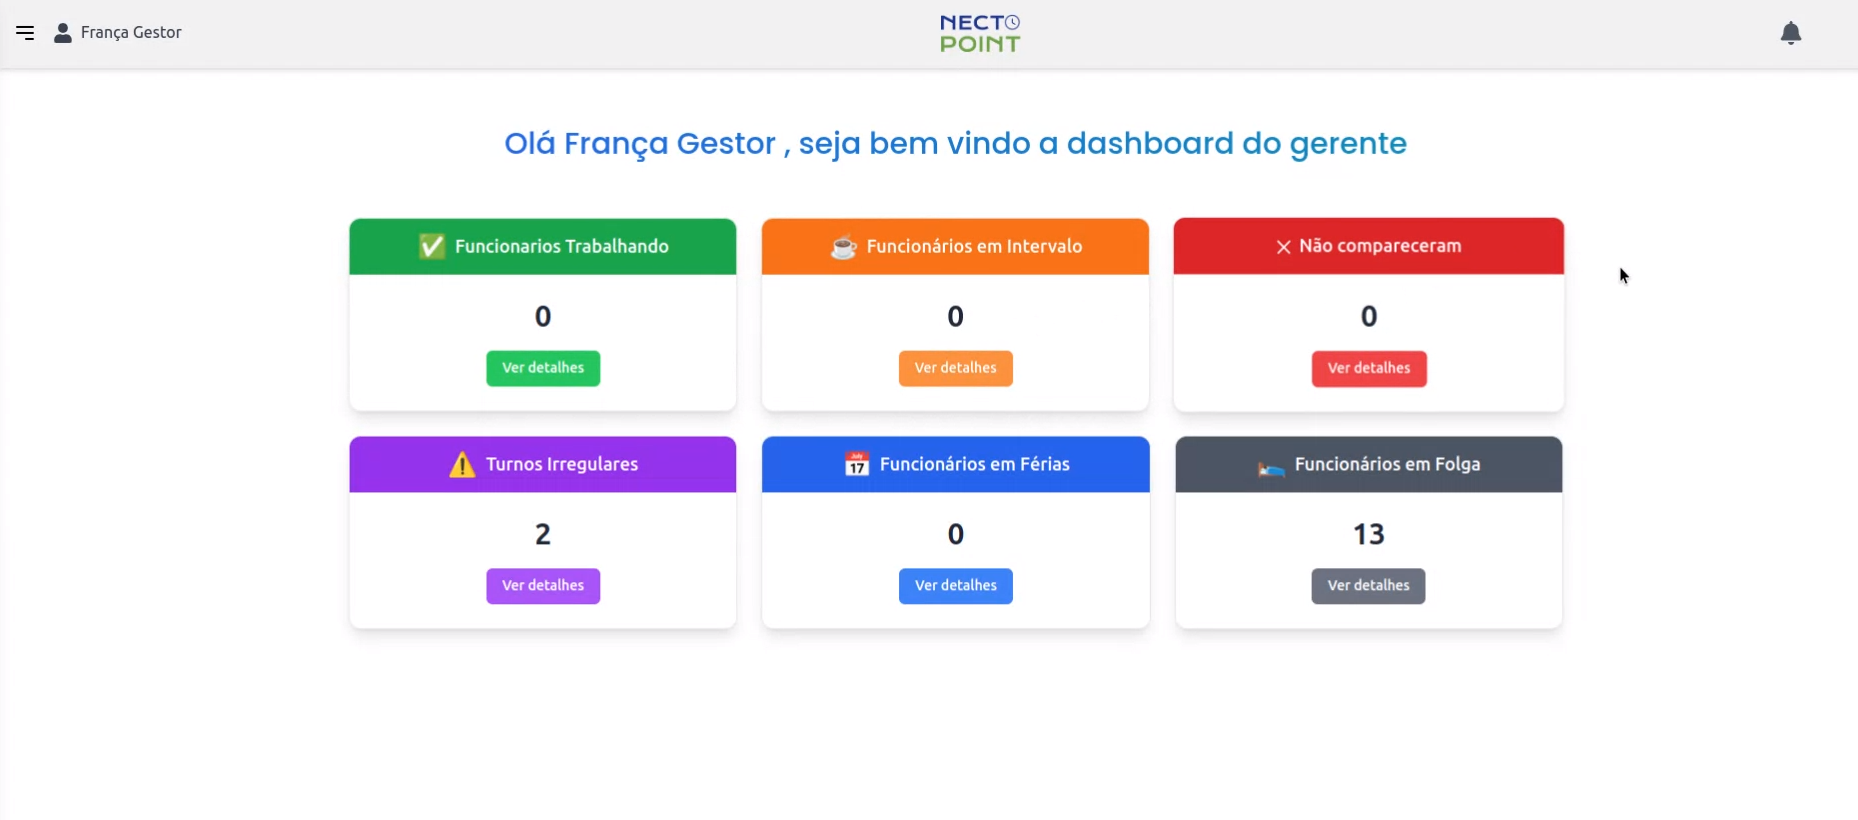 França Gestor
NECTO
POINT
Olá França Gestor , seja bem vindo a dashboard do gerente
✅ Funcionarios Trabalhando
0
Ver detalhes
☕ Funcionários em Intervalo
0
Ver detalhes
✕ Não compareceram
0
Ver detalhes
⚠️ Turnos Irregulares
2
Ver detalhes
📅 Funcionários em Férias
0
Ver detalhes
🛌 Funcionários em Folga
13
Ver detalhes